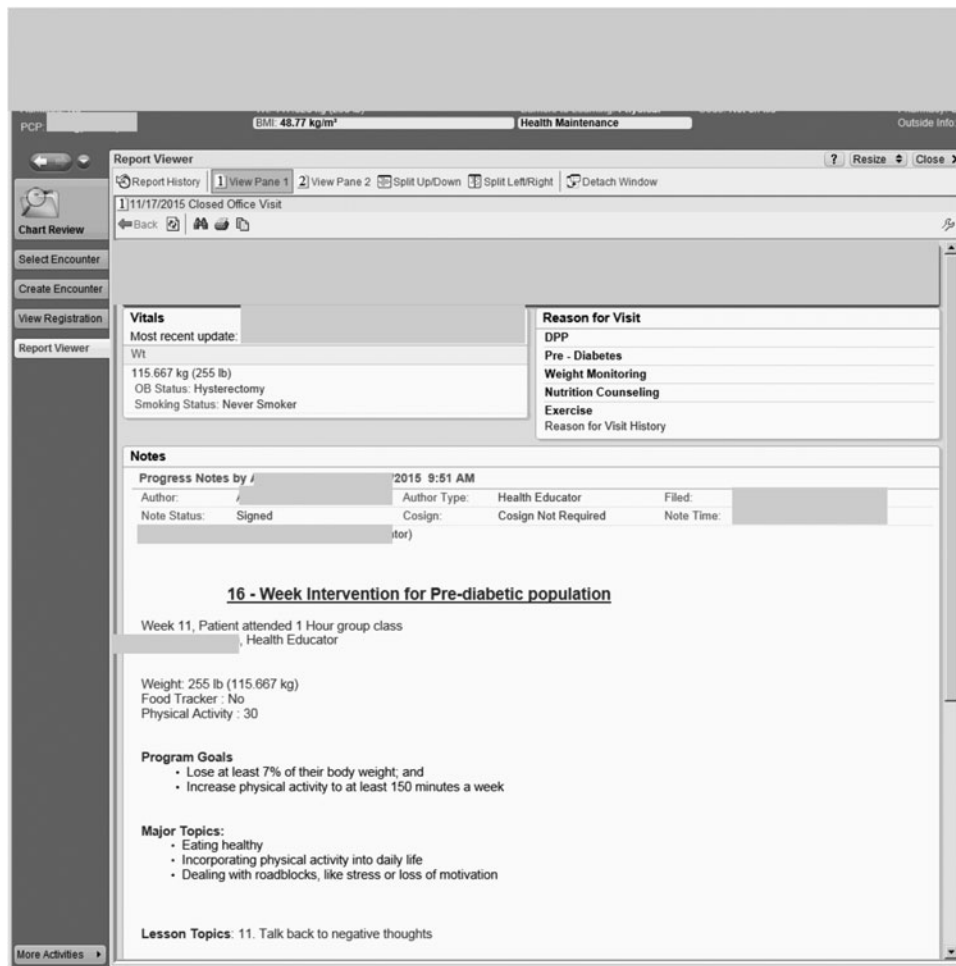 PCP:
BMI: 48.77 kg/m²
Health Maintenance
Outside Info:
Report Viewer
? Resize Close X
Report History 1 View Pane 1 2 View Pane 2 Split Up/Down Split Left/Right Detach Window
1 11/17/2015 Closed Office Visit
Back
Chart Review
Select Encounter
Create Encounter
View Registration
Report Viewer
Vitals
Most recent update:
Wt
115.667 kg (255 lb)
OB Status: Hysterectomy
Smoking Status: Never Smoker
Reason for Visit
DPP
Pre - Diabetes
Weight Monitoring
Nutrition Counseling
Exercise
Reason for Visit History
Notes
Progress Notes by 2015 9:51 AM
Author: Author Type: Health Educator Filed:
Note Status: Signed Cosign: Cosign Not Required Note Time:
tor)
16 - Week Intervention for Pre-diabetic population
Week 11, Patient attended 1 Hour group class
, Health Educator
Weight: 255 lb (115.667 kg)
Food Tracker : No
Physical Activity : 30
Program Goals
• Lose at least 7% of their body weight; and
• Increase physical activity to at least 150 minutes a week
Major Topics:
• Eating healthy
• Incorporating physical activity into daily life
• Dealing with roadblocks, like stress or loss of motivation
Lesson Topics: 11. Talk back to negative thoughts
More Activities